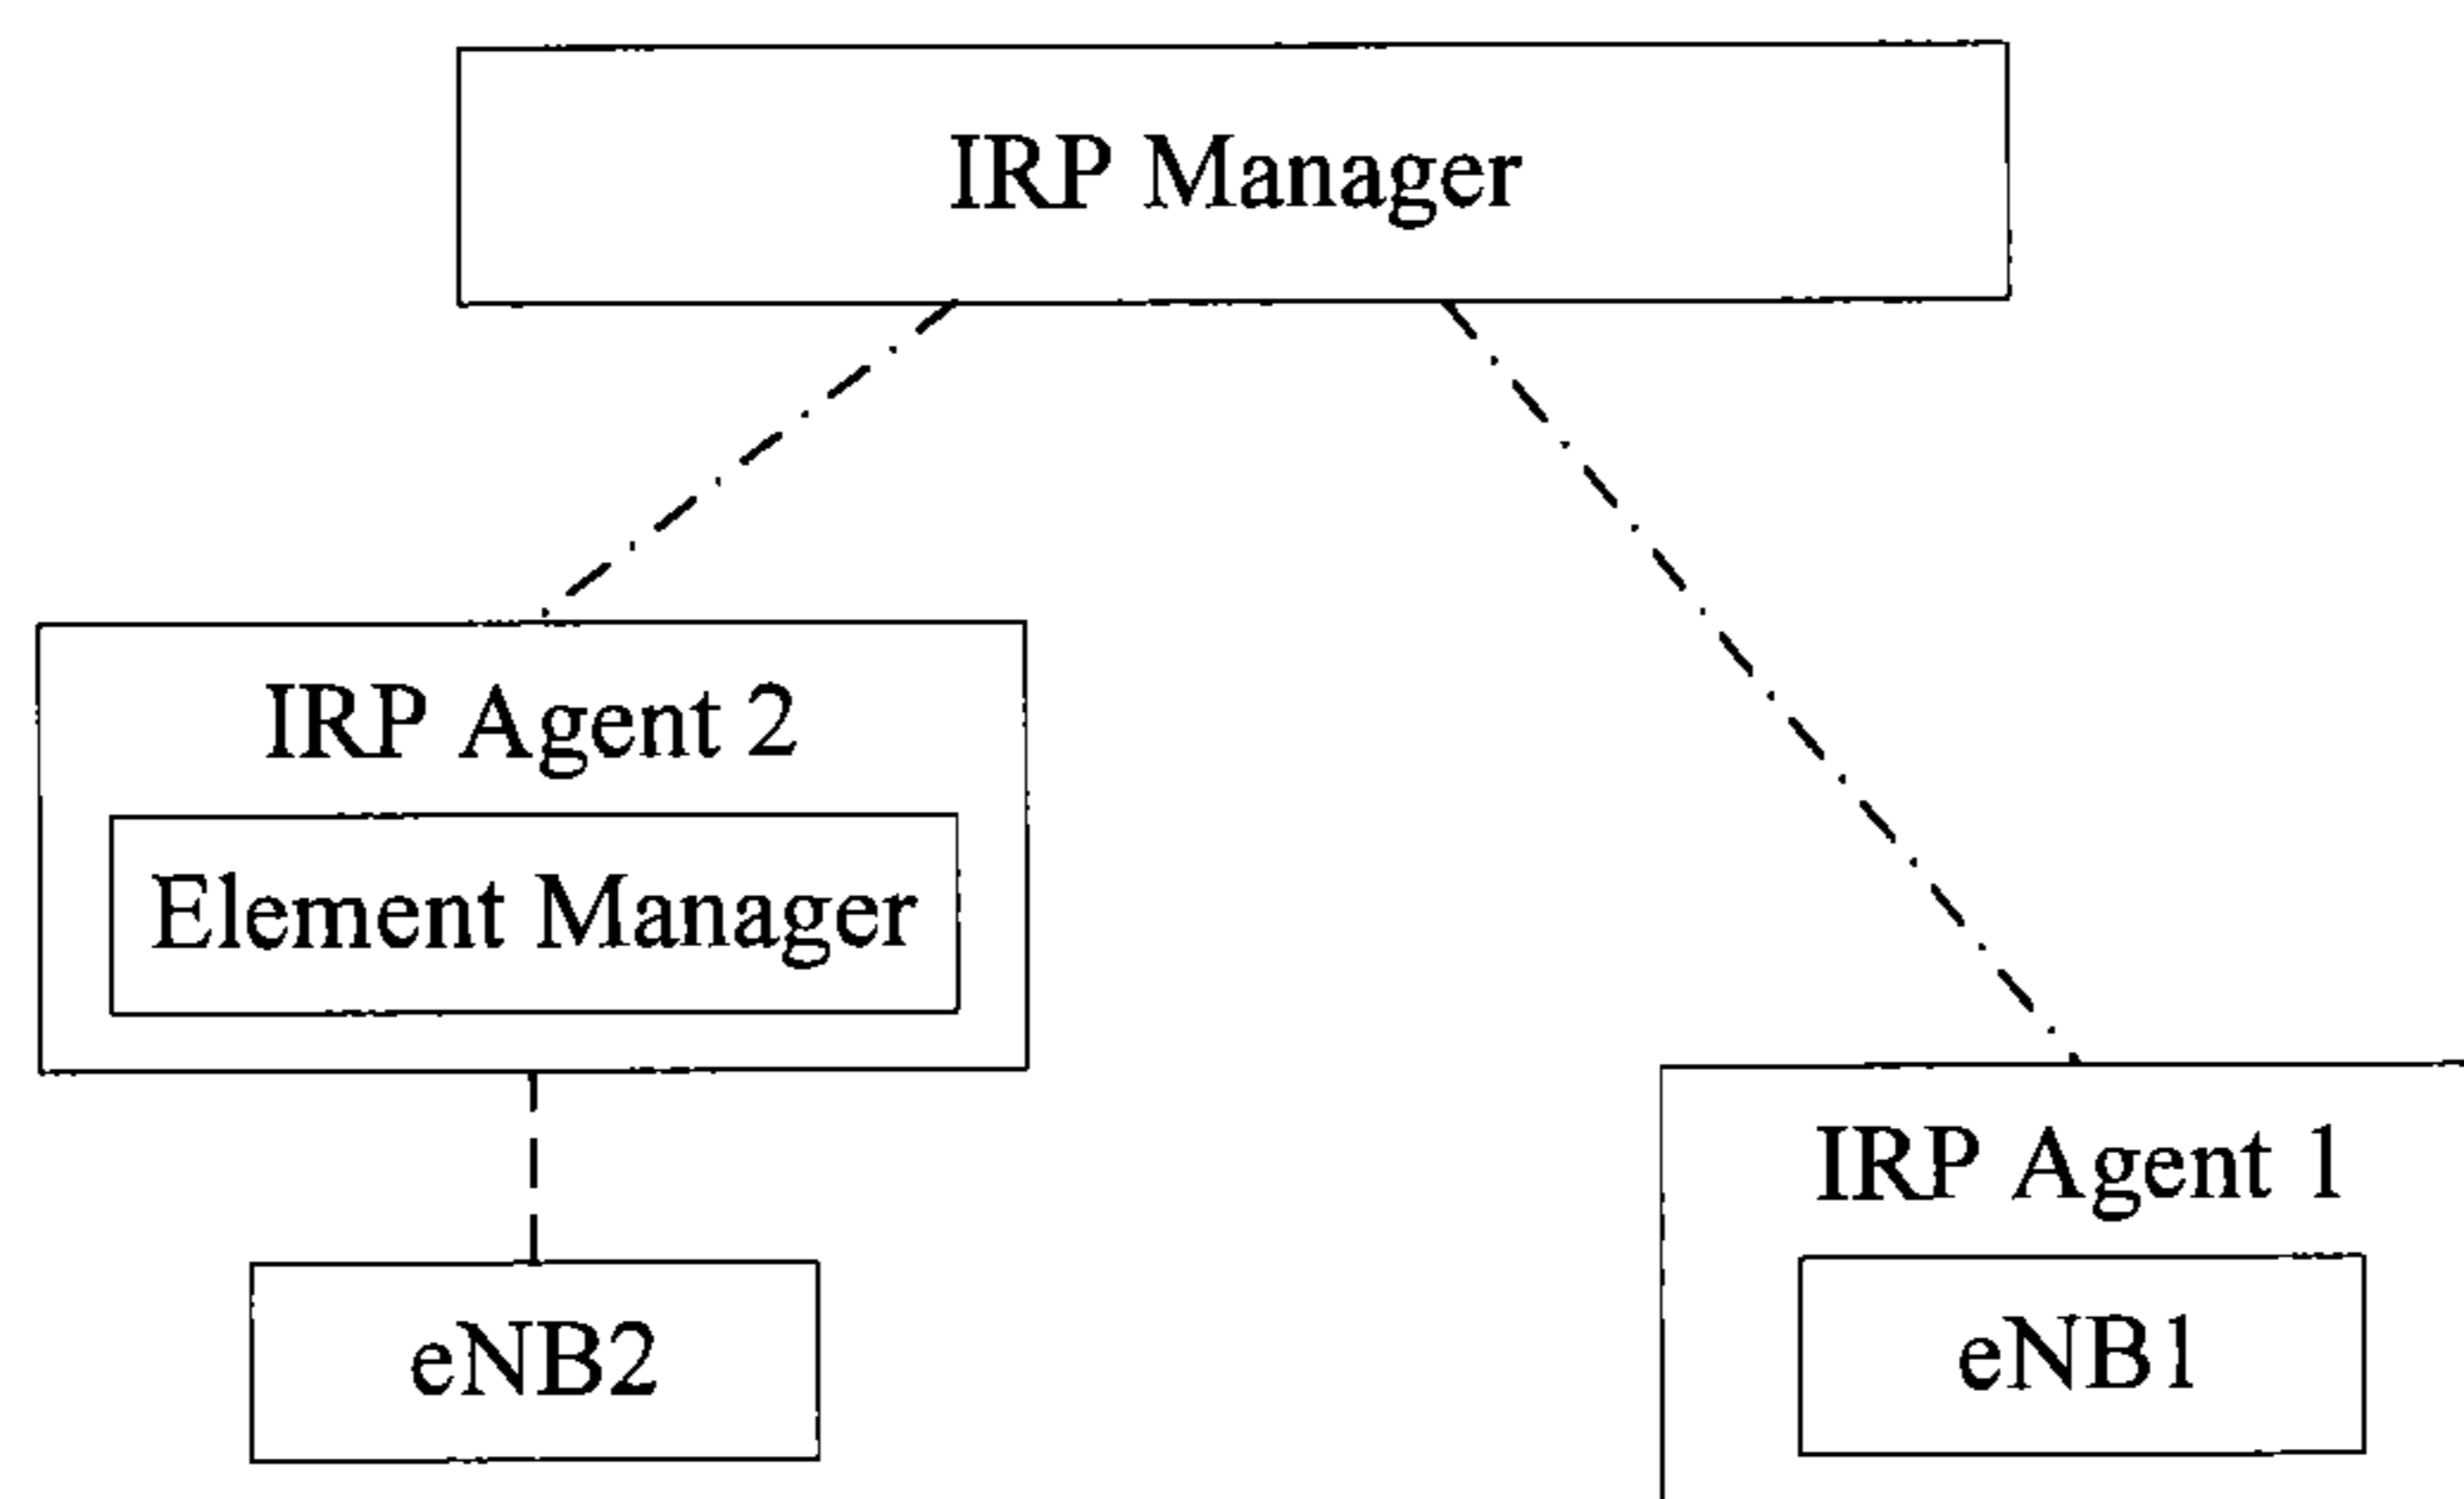 IRP Manager
IRP Agent 2
Element Manager
eNB2
IRP Agent 1
eNB1